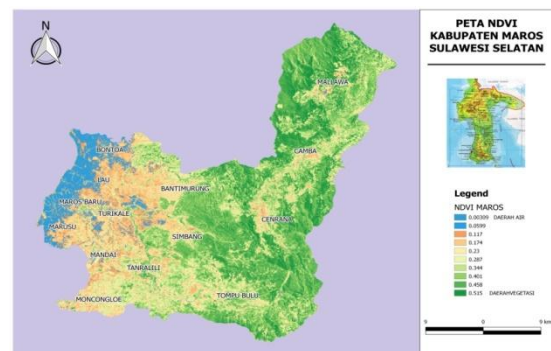 N
PETA NDVI
KABUPATEN MAROS
SULAWESI SELATAN
MALLAWA
CAMBA
BONTOA
LAU
BANTIMURUNG
MAROS BARU
TURIKALE
CENRANA
MARUSU
SIMBANG
MANDAI
TANRALILI
MONCONGLOE
TOMPU BULU
Legend
NDVI MAROS
0.00309 DAERAH AIR
0.0599
0.117
0.174
0.23
0.287
0.344
0.401
0.458
0.515 DAERAHVEGETASI
9 0 9 km